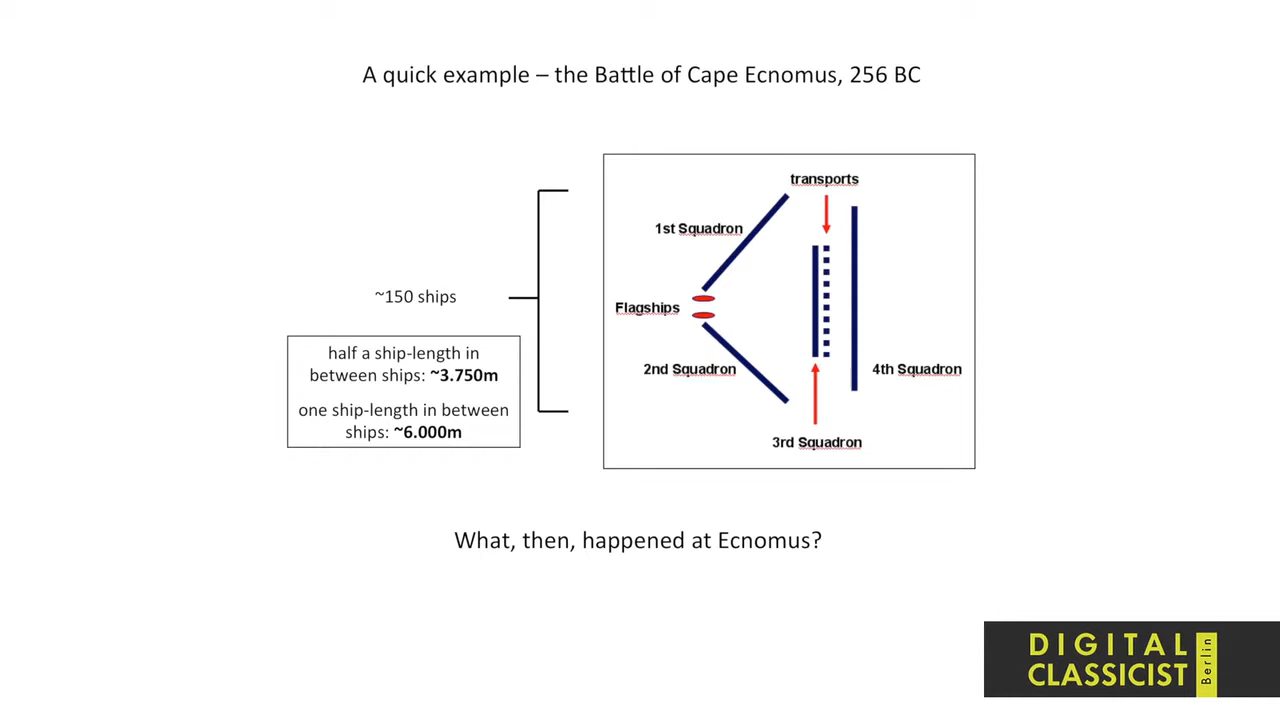 A quick example – the Battle of Cape Ecnomus, 256 BC
transports
1st Squadron
~150 ships
Flagships
half a ship-length in
between ships: ~3.750m
one ship-length in between
ships: ~6.000m
2nd Squadron
4th Squadron
3rd Squadron
What, then, happened at Ecnomus?
DIGITAL
CLASSICIST
Berlin